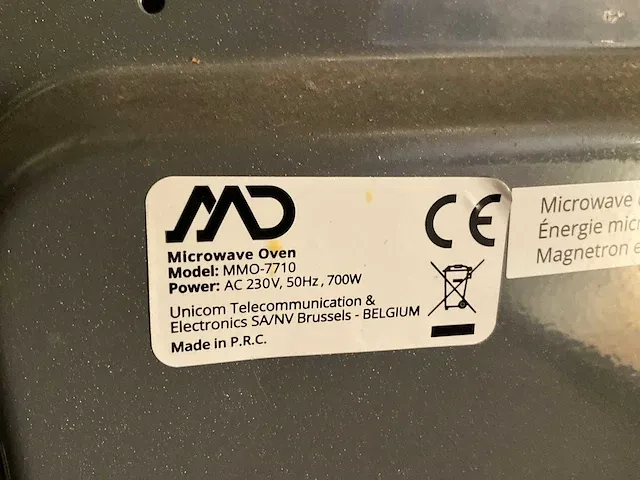 MD
CE
Microwave Oven
Model: MMO-7710
Power: AC 230V, 50Hz, 700W
Unicom Telecommunication &
Electronics SA/NV Brussels - BELGIUM
Made in P.R.C.
Microwave
Énergie
Magnetron